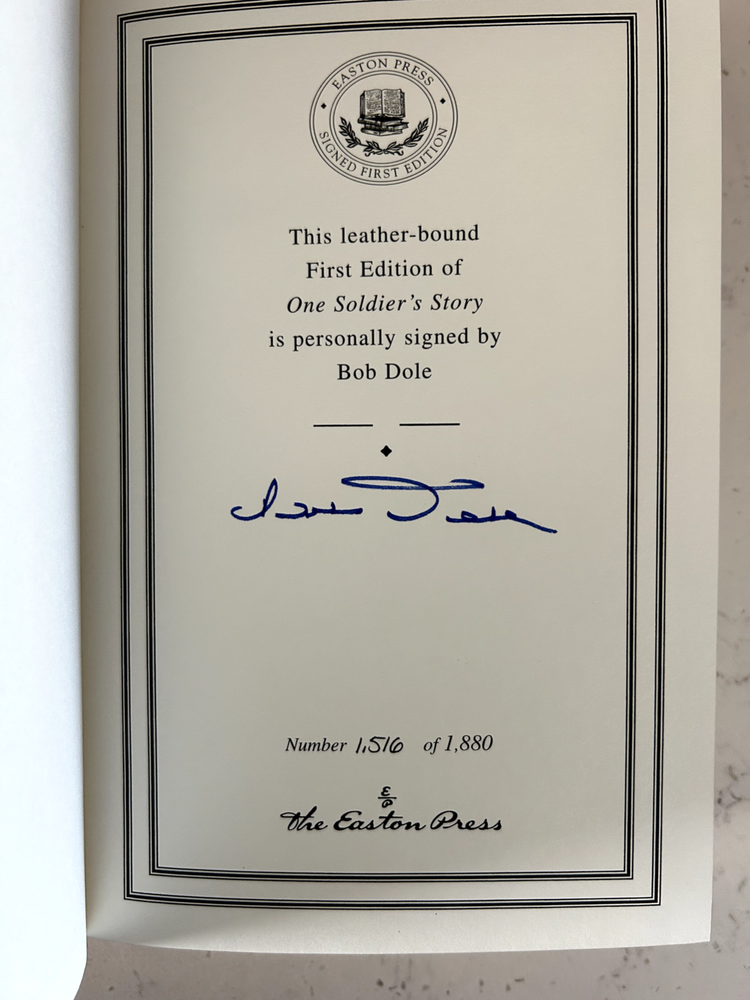 EASTON PRESS
SIGNED FIRST EDITION
This leather-bound
First Edition of
One Soldier's Story
is personally signed by
Bob Dole
Number 1,516 of 1,880
E
P
The Easton Press